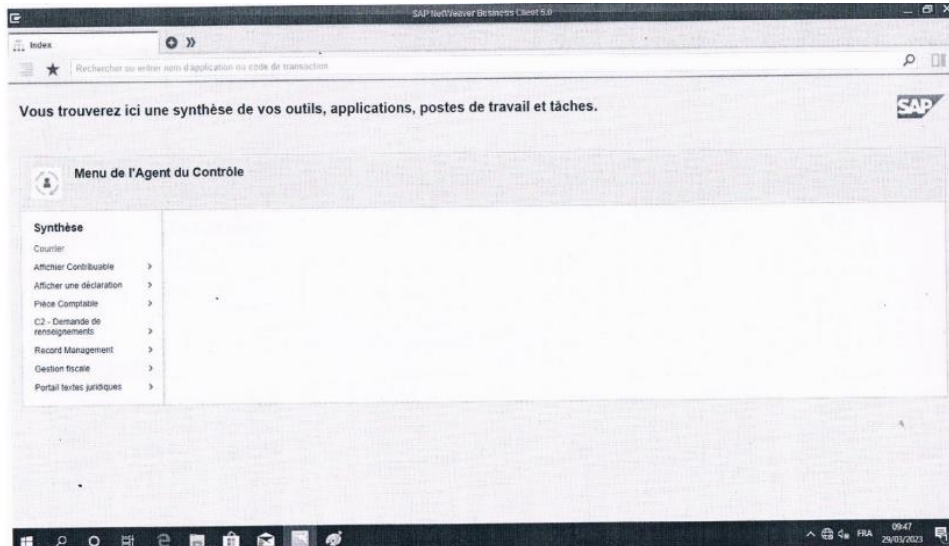 SAP NetWeaver Business Client 5.0
Index
Rechercher ou entrer nom d'application ou code de transaction
Vous trouverez ici une synthèse de vos outils, applications, postes de travail et tâches.
SAP
Menu de l'Agent du Contrôle
Synthèse
Courrier
Afficher Contribuable
Afficher une déclaration
Pièce Comptable
C2 - Demande de
renseignements
Record Management
Gestion fiscale
Portail textes juridiques
FRA
09:47
29/03/2023